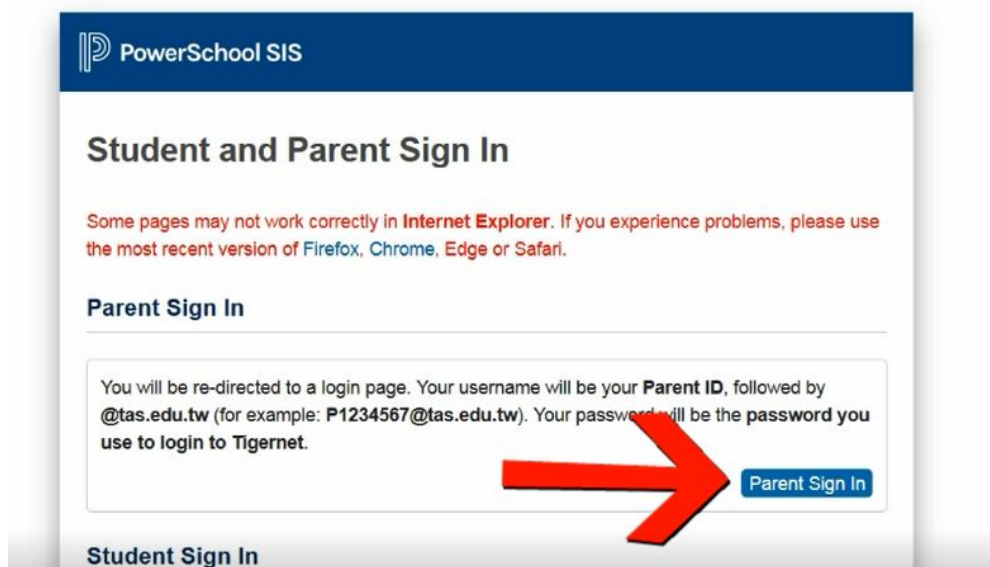 PowerSchool SIS
Student and Parent Sign In
Some pages may not work correctly in Internet Explorer. If you experience problems, please use
the most recent version of Firefox, Chrome, Edge or Safari.
Parent Sign In
You will be re-directed to a login page. Your username will be your Parent ID, followed by
@tas.edu.tw (for example: P1234567@tas.edu.tw). Your password will be the password you
use to login to Tigernet.
Parent Sign In
Student Sign In